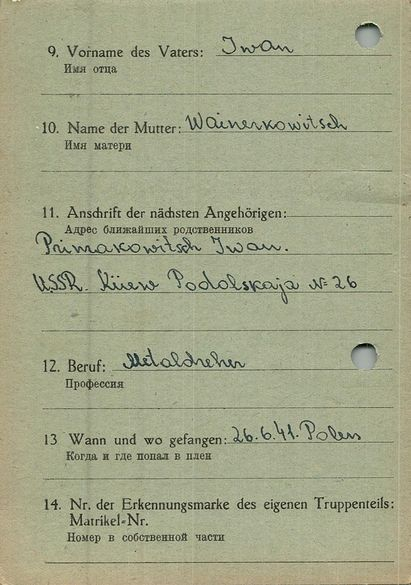 9. Vorname des Vaters: Iwan
Имя отца
10. Name der Mutter: Wainerkowitsch
Имя матери
11. Anschrift der nächsten Angehörigen:
Адрес ближайших родственников
Primakowitsch Iwan.
USSR. Kiew Podolskaja № 26
12. Beruf: Metaldreher
Профессия
13 Wann und wo gefangen: 26.6.41. Polen
Когда и где попал в плен
14. Nr. der Erkennungsmarke des eigenen Truppenteils:
Matrikel-Nr.
Номер в собственной части